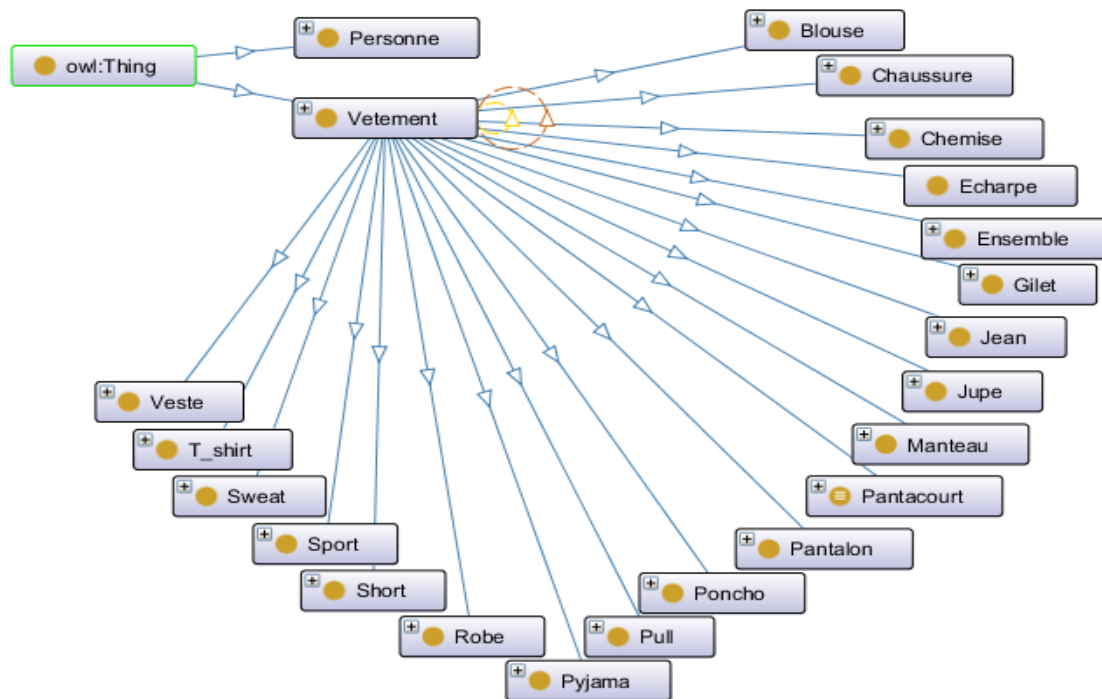 owl:Thing
Personne
Vetement
Blouse
Chaussure
Chemise
Echarpe
Ensemble
Gilet
Jean
Jupe
Manteau
Pantacourt
Pantalon
Poncho
Pull
Pyjama
Robe
Short
Sport
Sweat
T_shirt
Veste